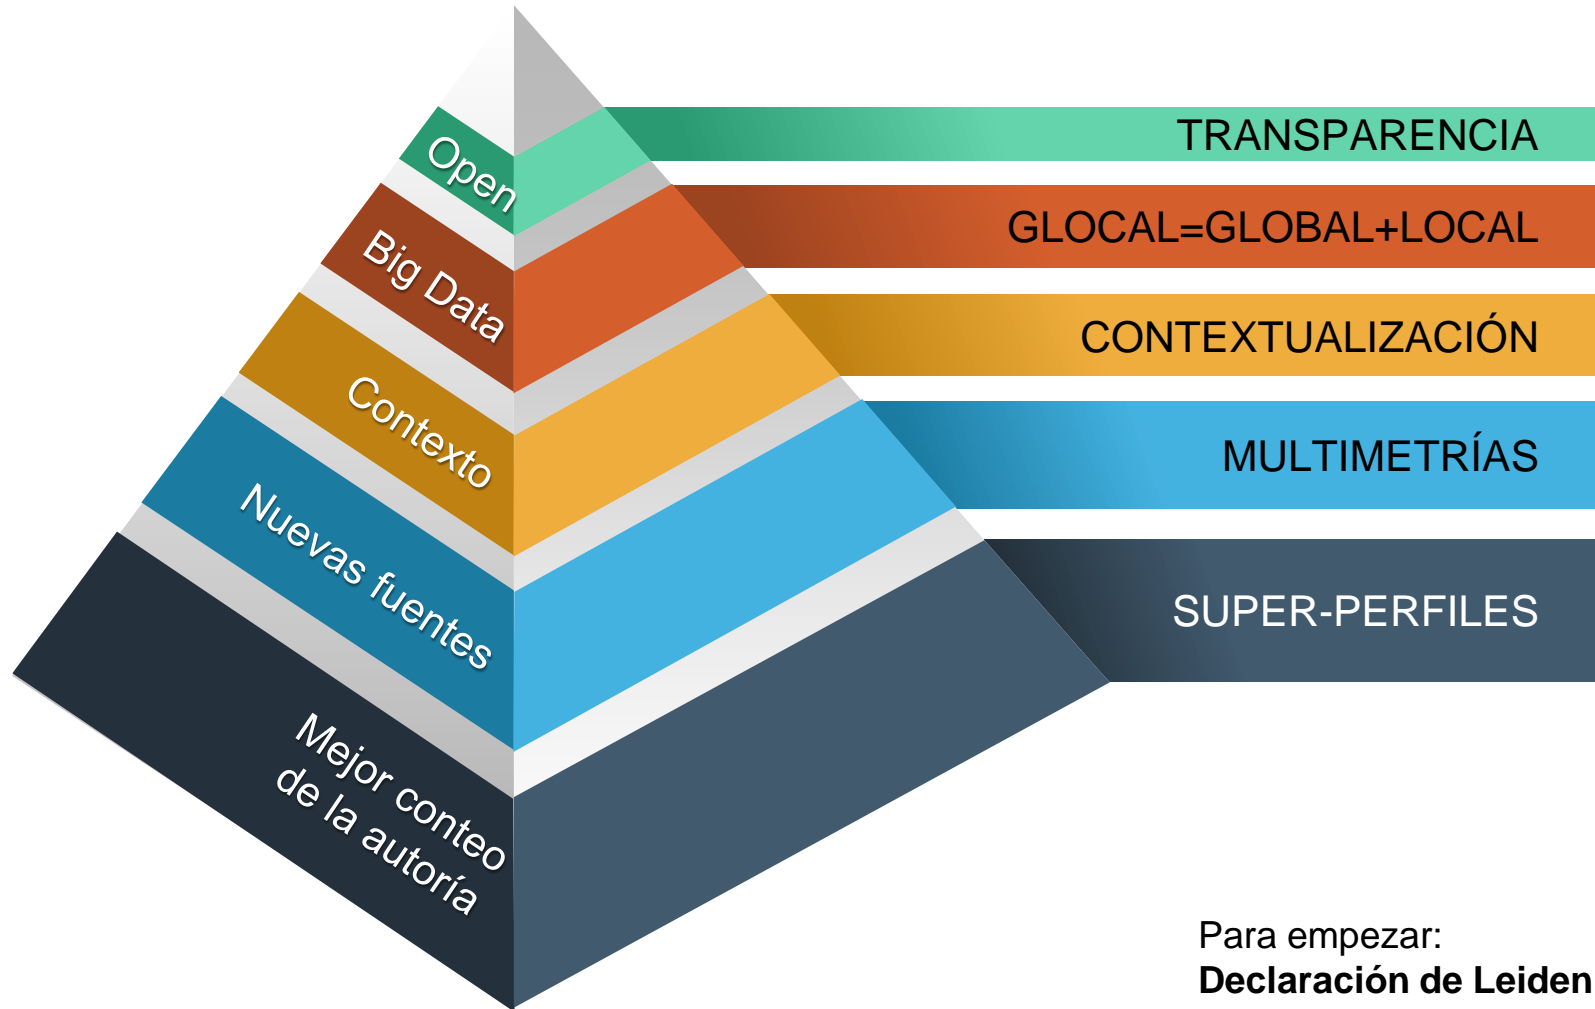 Open
TRANSPARENCIA
Big Data
GLOCAL=GLOBAL+LOCAL
Contexto
CONTEXTUALIZACIÓN
Nuevas fuentes
MULTIMETRÍAS
Mejor conteo
de la autoría
SUPER-PERFILES
Para empezar:
Declaración de Leiden